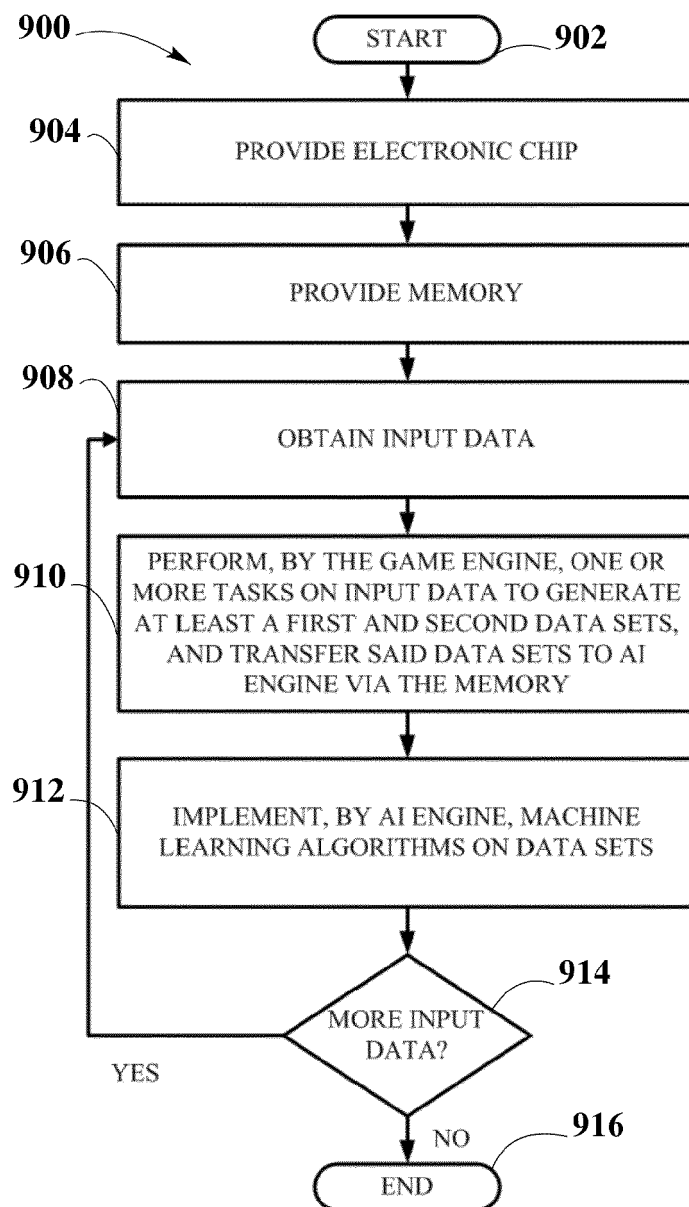 900
START
902
904
PROVIDE ELECTRONIC CHIP
906
PROVIDE MEMORY
908
OBTAIN INPUT DATA
910
PERFORM, BY THE GAME ENGINE, ONE OR
MORE TASKS ON INPUT DATA TO GENERATE
AT LEAST A FIRST AND SECOND DATA SETS,
AND TRANSFER SAID DATA SETS TO AI
ENGINE VIA THE MEMORY
912
IMPLEMENT, BY AI ENGINE, MACHINE
LEARNING ALGORITHMS ON DATA SETS
914
MORE INPUT
DATA?
YES
NO
916
END